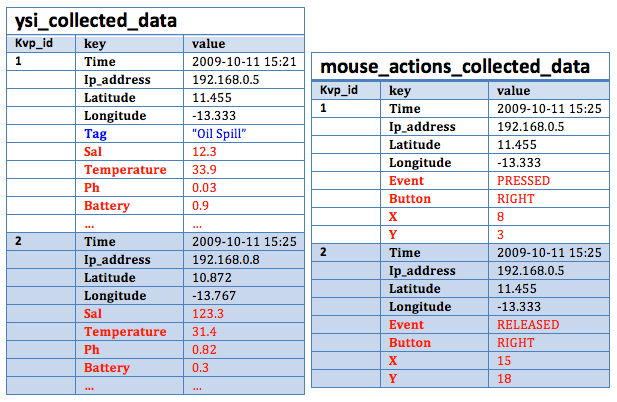 ysi_collected_data
Kvp_id key value
1 Time 2009-10-11 15:21
Ip_address 192.168.0.5
Latitude 11.455
Longitude -13.333
Tag “Oil Spill”
Sal 12.3
Temperature 33.9
Ph 0.03
Battery 0.9
... ...
2 Time 2009-10-11 15:25
Ip_address 192.168.0.8
Latitude 10.872
Longitude -13.767
Sal 123.3
Temperature 31.4
Ph 0.82
Battery 0.3
... ...
mouse_actions_collected_data
Kvp_id key value
1 Time 2009-10-11 15:25
Ip_address 192.168.0.5
Latitude 11.455
Longitude -13.333
Event PRESSED
Button RIGHT
X 8
Y 3
2 Time 2009-10-11 15:25
Ip_address 192.168.0.5
Latitude 11.455
Longitude -13.333
Event RELEASED
Button RIGHT
X 15
Y 18